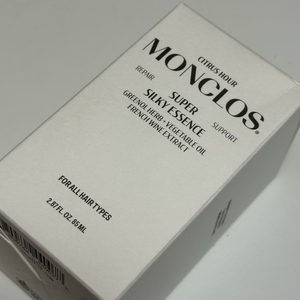 CITRUS HOUR
MONGLOS®
REPAIR
SUPPORT
SUPER
SILKY ESSENCE
GREENOL HERB + VEGETABLE OIL
FRENCH WINE EXTRACT
FOR ALL HAIR TYPES
2.87 FL. OZ. 85 ML